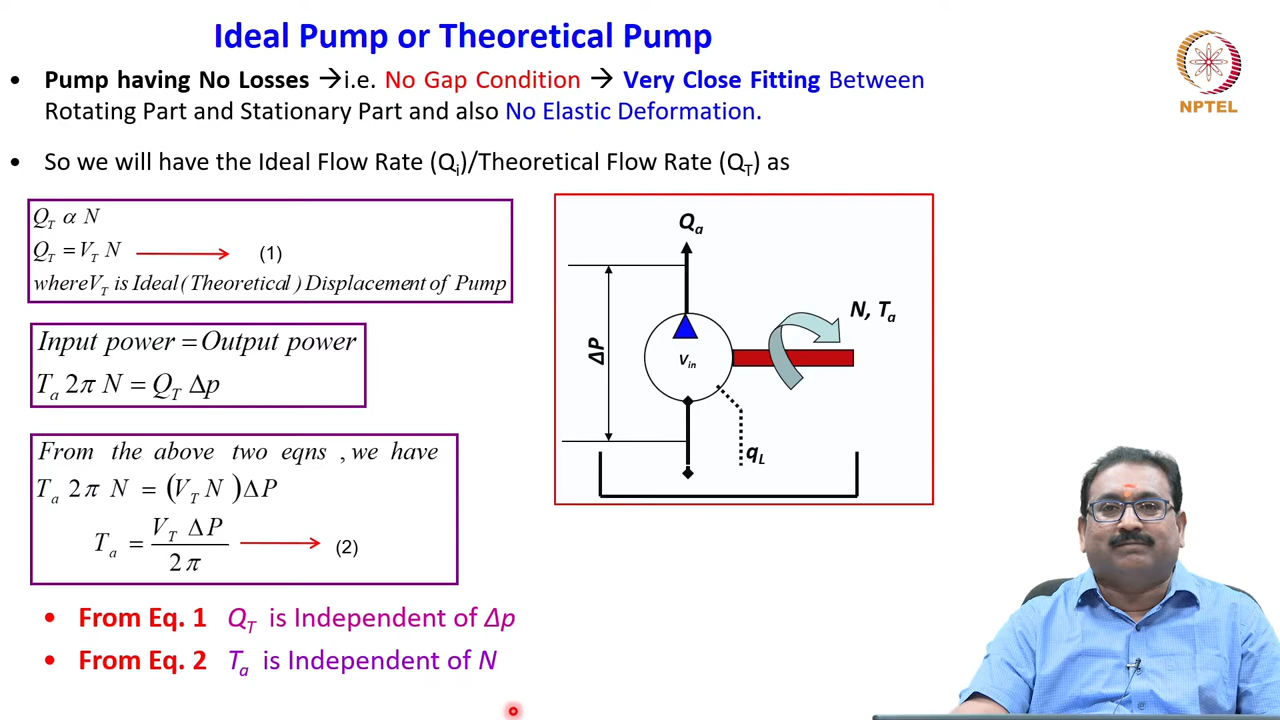 Ideal Pump or Theoretical Pump
• Pump having No Losses → i.e. No Gap Condition → Very Close Fitting Between
Rotating Part and Stationary Part and also No Elastic Deformation.
NPTEL
• So we will have the Ideal Flow Rate (Qi)/Theoretical Flow Rate (QT) as
QT α N
QT = VT N (1)
where VT is Ideal (Theoretical) Displacement of Pump
Input power = Output power
Ta 2π N = QT Δp
From the above two eqns , we have
Ta 2π N = (VT N) ΔP
Ta = VT ΔP / 2π (2)
Qa
N, Ta
ΔP
Vin
qL
• From Eq. 1 QT is Independent of Δp
• From Eq. 2 Ta is Independent of N